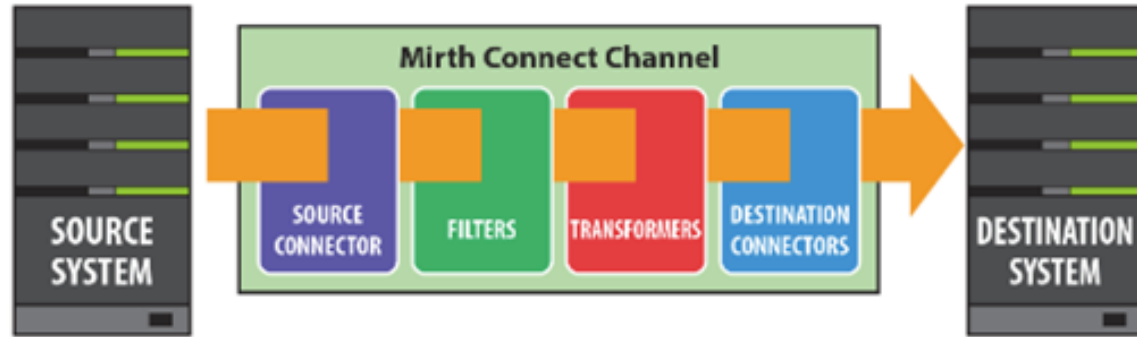 Mirth Connect Channel
SOURCE
SYSTEM
SOURCE
CONNECTOR
FILTERS
TRANSFORMERS
DESTINATION
CONNECTORS
DESTINATION
SYSTEM